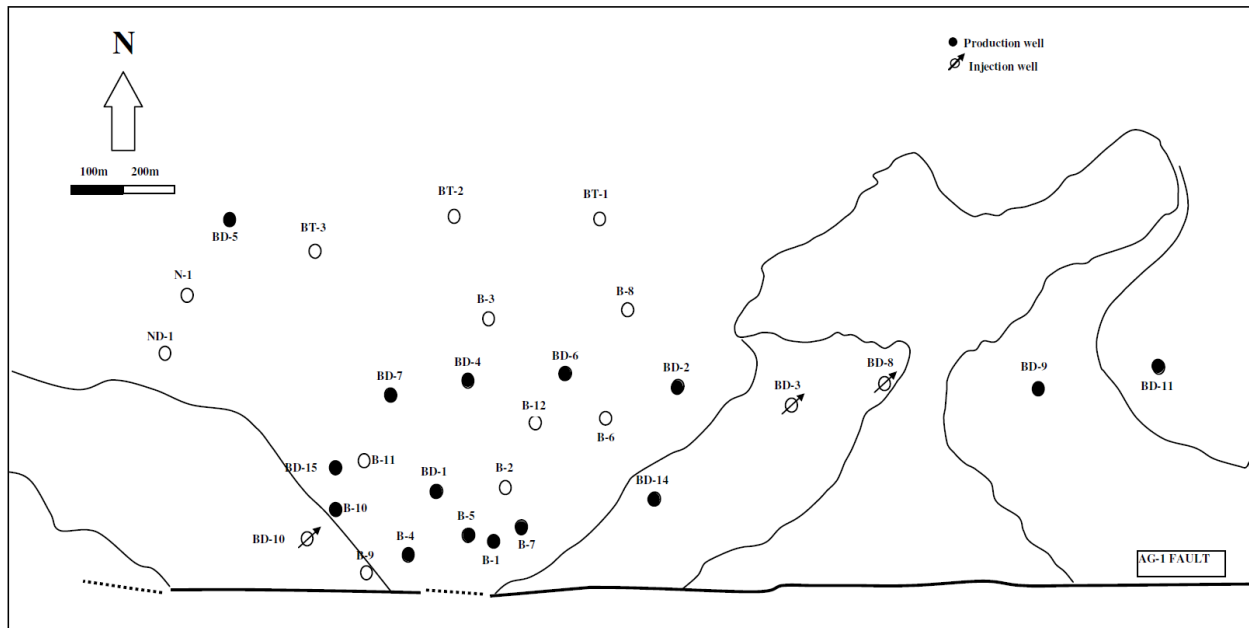 N
Production well
Injection well
100m 200m
BT-2
BT-1
BD-5
BT-3
N-1
B-3
B-8
ND-1
BD-4
BD-6
BD-2
BD-8
BD-9
BD-11
BD-7
BD-3
B-12
B-6
BD-15
B-11
BD-1
B-2
BD-14
B-10
B-5
BD-10
B-4
B-1
B-7
B-9
AG-1 FAULT